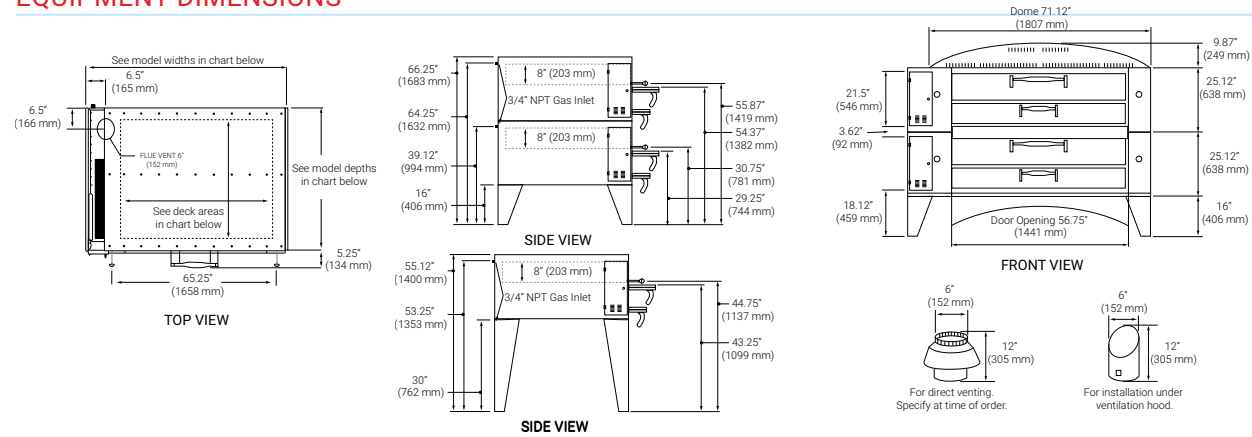 EQUIPMENT DIMENSIONS
See model widths in chart below
6.5”
(165 mm)
6.5”
(166 mm)
FLUE VENT 6”
(152 mm)
See model depths
in chart below
See deck areas
in chart below
5.25”
(134 mm)
65.25”
(1658 mm)
TOP VIEW
66.25”
(1683 mm)
64.25”
(1632 mm)
39.12”
(994 mm)
16”
(406 mm)
8” (203 mm)
3/4” NPT Gas Inlet
8” (203 mm)
55.87”
(1419 mm)
54.37”
(1382 mm)
30.75”
(781 mm)
29.25”
(744 mm)
SIDE VIEW
55.12”
(1400 mm)
53.25”
(1353 mm)
30”
(762 mm)
8” (203 mm)
3/4” NPT Gas Inlet
44.75”
(1137 mm)
43.25”
(1099 mm)
SIDE VIEW
Dome 71.12”
(1807 mm)
9.87”
(249 mm)
21.5”
(546 mm)
25.12”
(638 mm)
3.62”
(92 mm)
25.12”
(638 mm)
18.12”
(459 mm)
Door Opening 56.75”
(1441 mm)
16”
(406 mm)
FRONT VIEW
6”
(152 mm)
12”
(305 mm)
For direct venting.
Specify at time of order.
6”
(152 mm)
12”
(305 mm)
For installation under
ventilation hood.